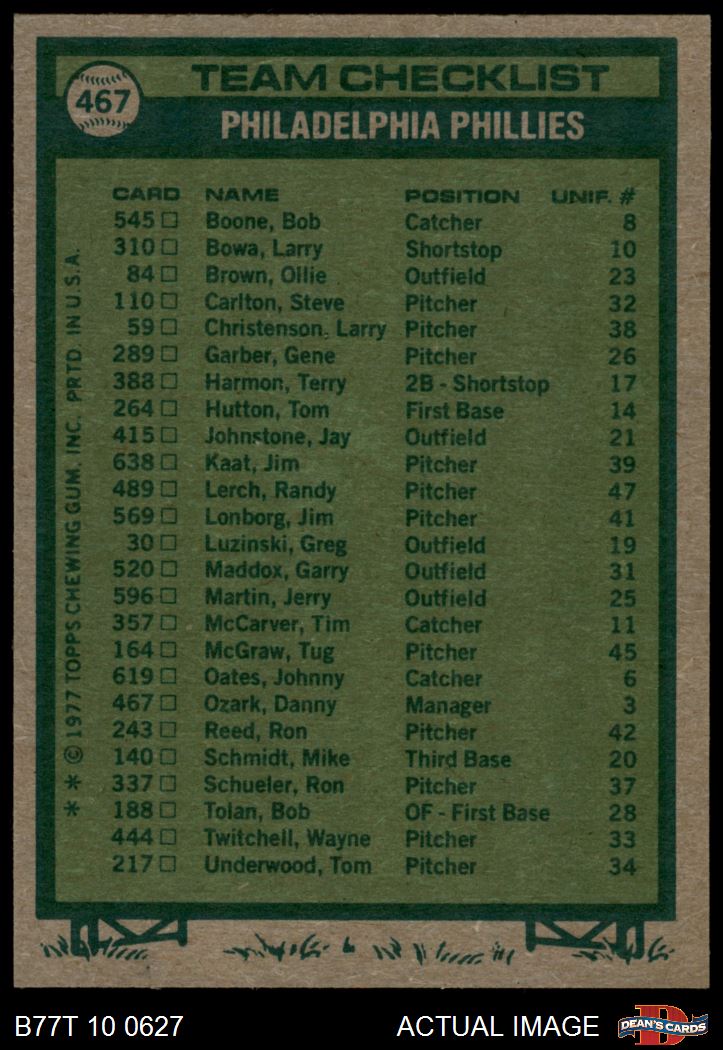 467
TEAM CHECKLIST
PHILADELPHIA PHILLIES
CARD NAME POSITION UNIF. #
545 □ Boone, Bob Catcher 8
310 □ Bowa, Larry Shortstop 10
84 □ Brown, Ollie Outfield 23
110 □ Carlton, Steve Pitcher 32
59 □ Christenson, Larry Pitcher 38
289 □ Garber, Gene Pitcher 26
388 □ Harmon, Terry 2B - Shortstop 17
264 □ Hutton, Tom First Base 14
415 □ Johnstone, Jay Outfield 21
638 □ Kaat, Jim Pitcher 39
489 □ Lerch, Randy Pitcher 47
569 □ Lonborg, Jim Pitcher 41
30 □ Luzinski, Greg Outfield 19
520 □ Maddox, Garry Outfield 31
596 □ Martin, Jerry Outfield 25
357 □ McCarver, Tim Catcher 11
164 □ McGraw, Tug Pitcher 45
619 □ Oates, Johnny Catcher 6
467 □ Ozark, Danny Manager 3
243 □ Reed, Ron Pitcher 42
140 □ Schmidt, Mike Third Base 20
337 □ Schueler, Ron Pitcher 37
188 □ Tolan, Bob OF - First Base 28
444 □ Twitchell, Wayne Pitcher 33
217 □ Underwood, Tom Pitcher 34
* * © 1977 TOPPS CHEWING GUM, INC. PRTD. IN U.S.A.
B77T 10 0627 ACTUAL IMAGE
D
DEAN'S CARDS